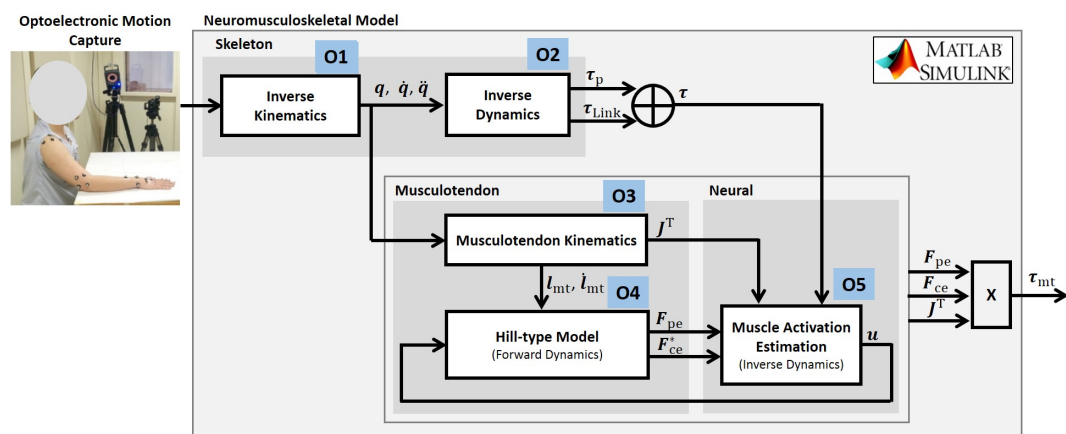 Optoelectronic Motion
Capture
Neuromusculoskeletal Model
Skeleton
O1
O2
MATLAB
SIMULINK®
Inverse
Kinematics
q, q̇, q̈
Inverse
Dynamics
τp
τLink
τ
Musculotendon
Neural
O3
Musculotendon Kinematics
Jᵀ
lmt, l̇mt
O4
O5
Hill-type Model
(Forward Dynamics)
Fpe
F*ce
Muscle Activation
Estimation
(Inverse Dynamics)
u
Fpe
Fce
Jᵀ
X
τmt